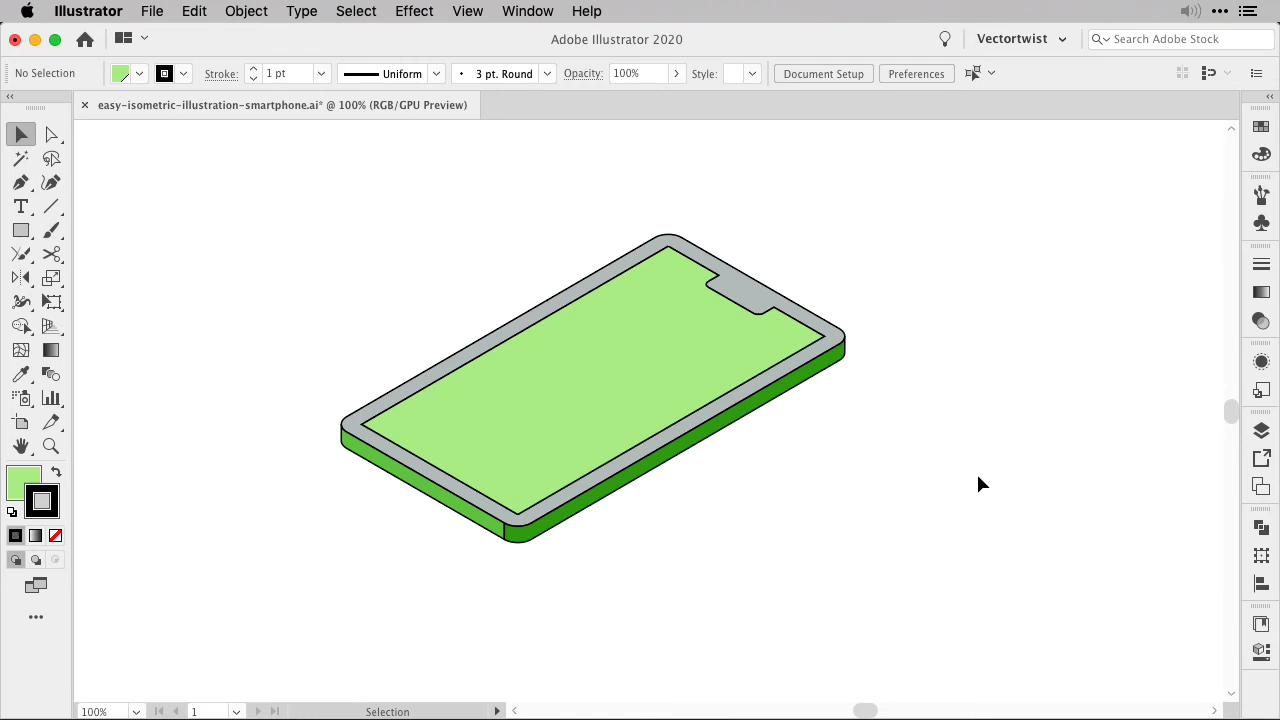 Illustrator File Edit Object Type Select Effect View Window Help
Adobe Illustrator 2020 Vectortwist Search Adobe Stock
No Selection Stroke: 1 pt Uniform 3 pt. Round Opacity: 100% Style: Document Setup Preferences
easy-isometric-illustration-smartphone.ai* @ 100% (RGB/GPU Preview)
100% 1 Selection